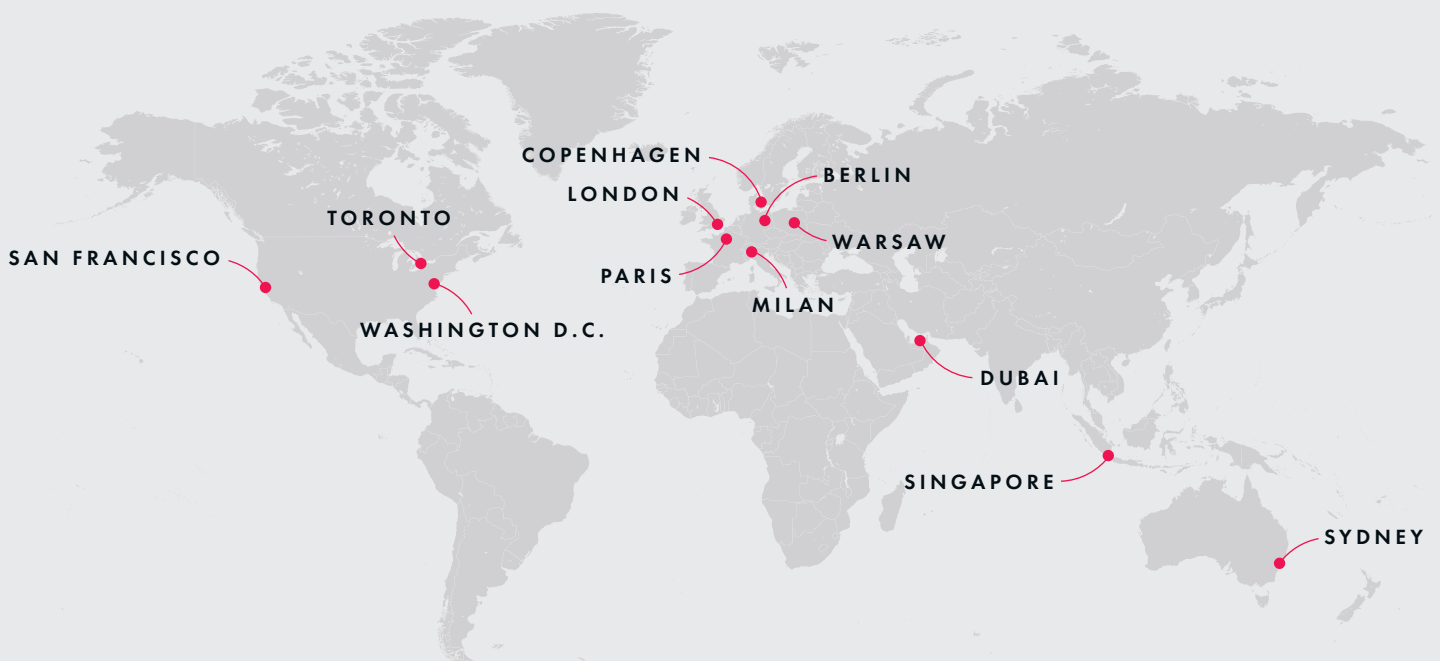 COPENHAGEN
BERLIN
LONDON
TORONTO
WARSAW
SAN FRANCISCO
PARIS
MILAN
WASHINGTON D.C.
DUBAI
SINGAPORE
SYDNEY